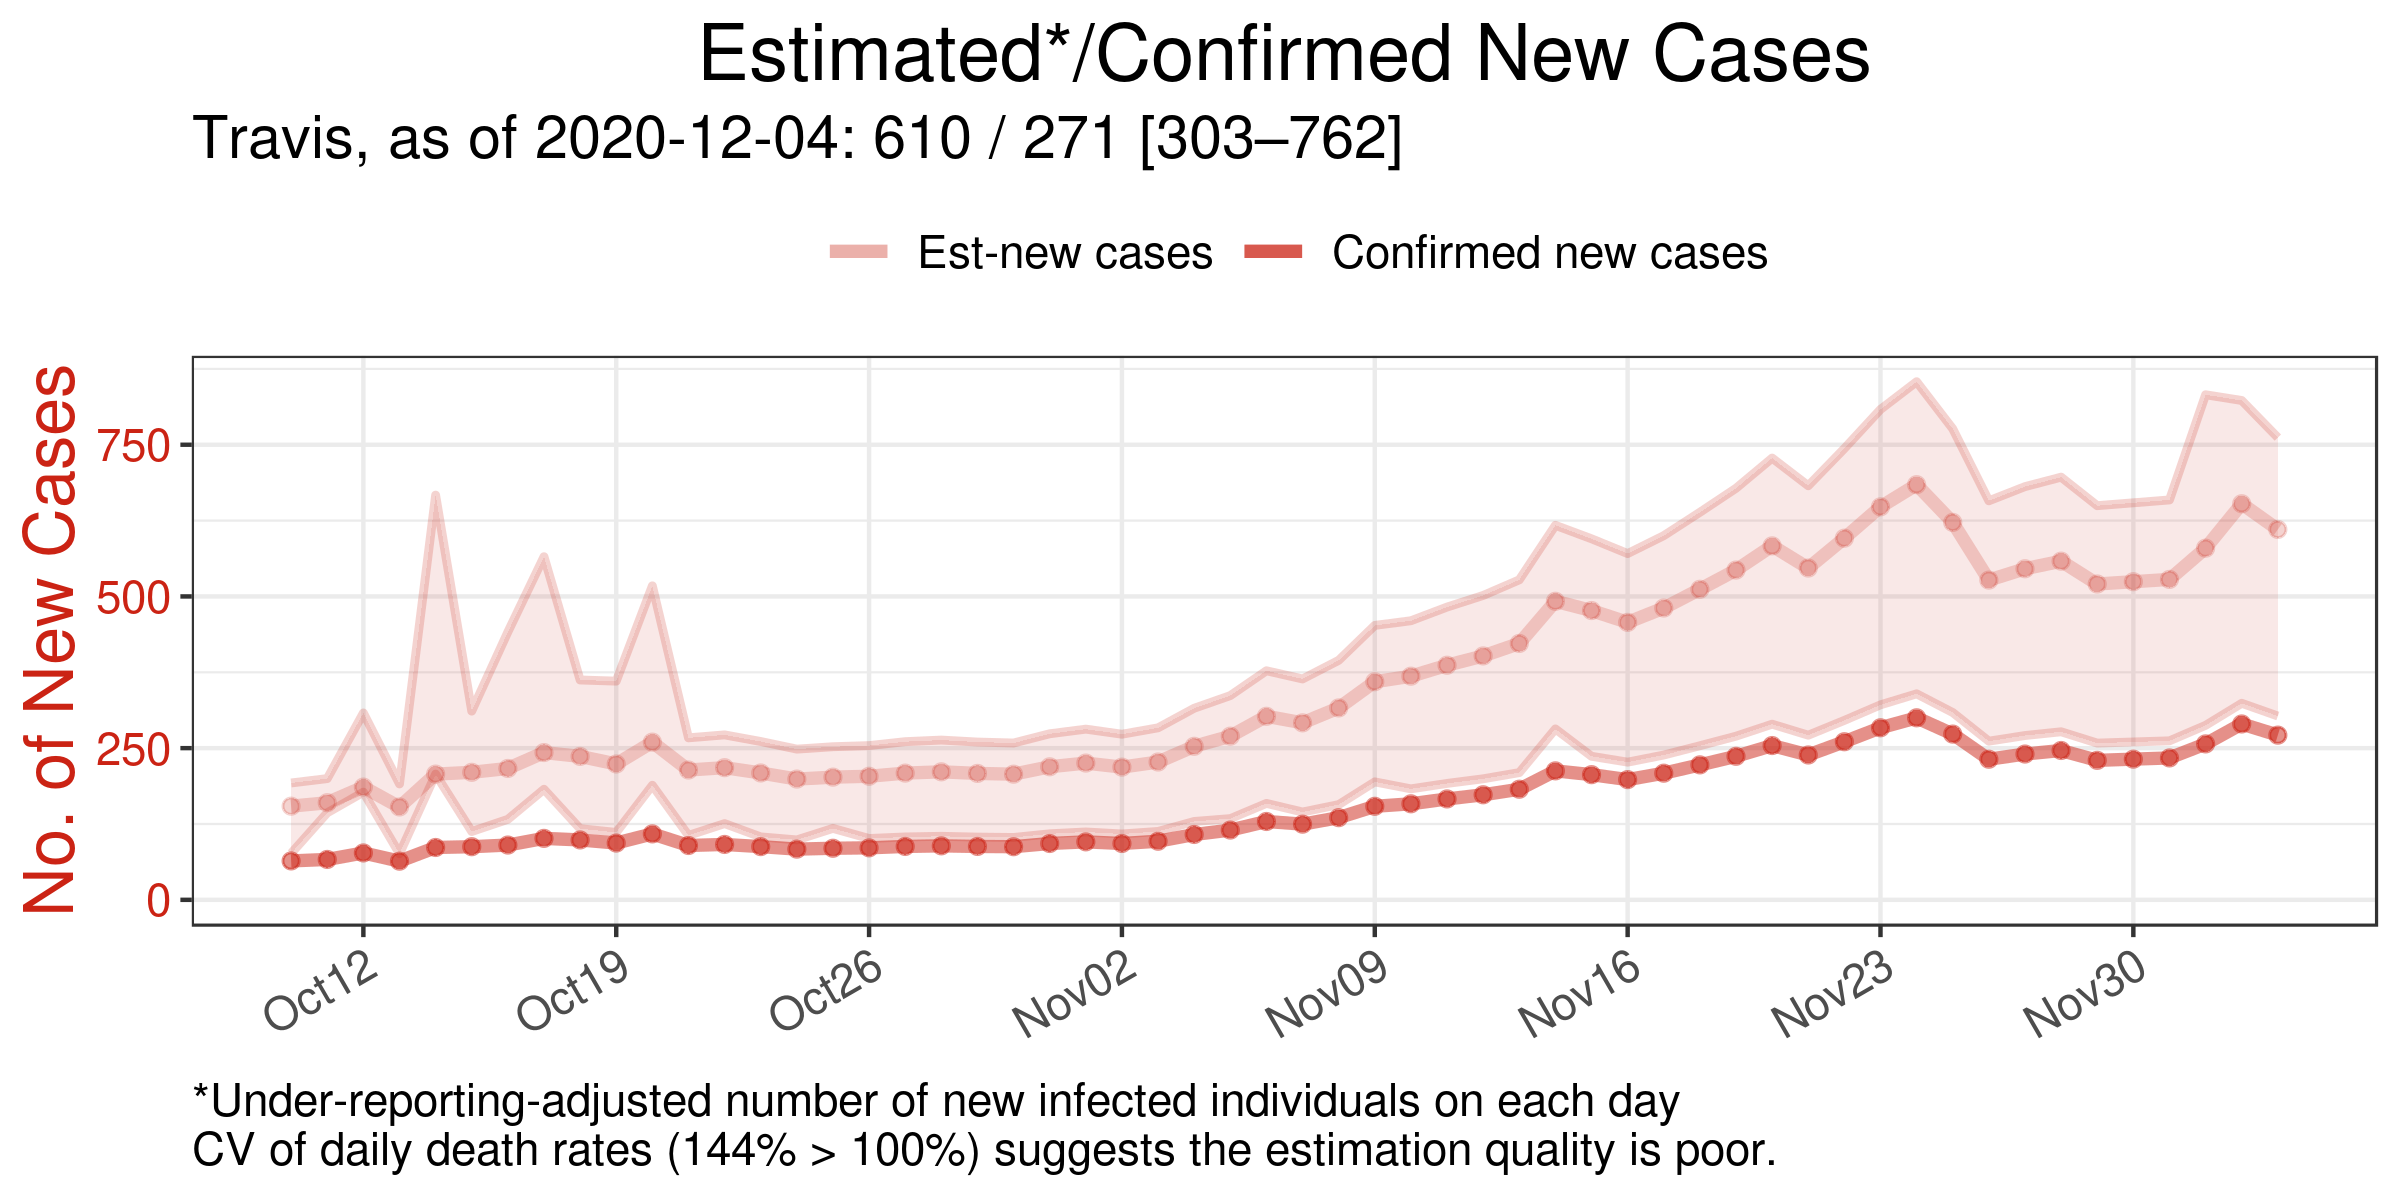 Estimated*/Confirmed New Cases
Travis, as of 2020-12-04: 610 / 271 [303–762]
Est-new cases
Confirmed new cases
No. of New Cases
750
500
250
0
Oct12
Oct19
Oct26
Nov02
Nov09
Nov16
Nov23
Nov30
*Under-reporting-adjusted number of new infected individuals on each day
CV of daily death rates (144% > 100%) suggests the estimation quality is poor.